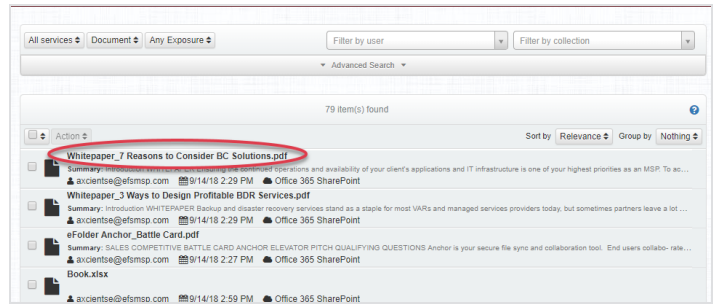 All services Document Any Exposure Filter by user Filter by collection
Advanced Search
79 item(s) found
Action Sort by Relevance Group by Nothing
Whitepaper_7 Reasons to Consider BC Solutions.pdf
Summary: Introduction WHITEPAPER Ensuring the continued operations and availability of your client's applications and IT infrastructure is one of your highest priorities as an MSP. To ac...
axcientse@efsmsp.com 9/14/18 2:29 PM Office 365 SharePoint
Whitepaper_3 Ways to Design Profitable BDR Services.pdf
Summary: Introduction WHITEPAPER Backup and disaster recovery services stand as a staple for most VARs and managed services providers today, but sometimes partners leave a lot ...
axcientse@efsmsp.com 9/14/18 2:29 PM Office 365 SharePoint
eFolder Anchor_Battle Card.pdf
Summary: SALES COMPETITIVE BATTLE CARD ANCHOR ELEVATOR PITCH QUALIFYING QUESTIONS Anchor is your secure file sync and collaboration tool. End users collabo- rate...
axcientse@efsmsp.com 9/14/18 2:27 PM Office 365 SharePoint
Book.xlsx
axcientse@efsmsp.com 9/14/18 2:59 PM Office 365 SharePoint